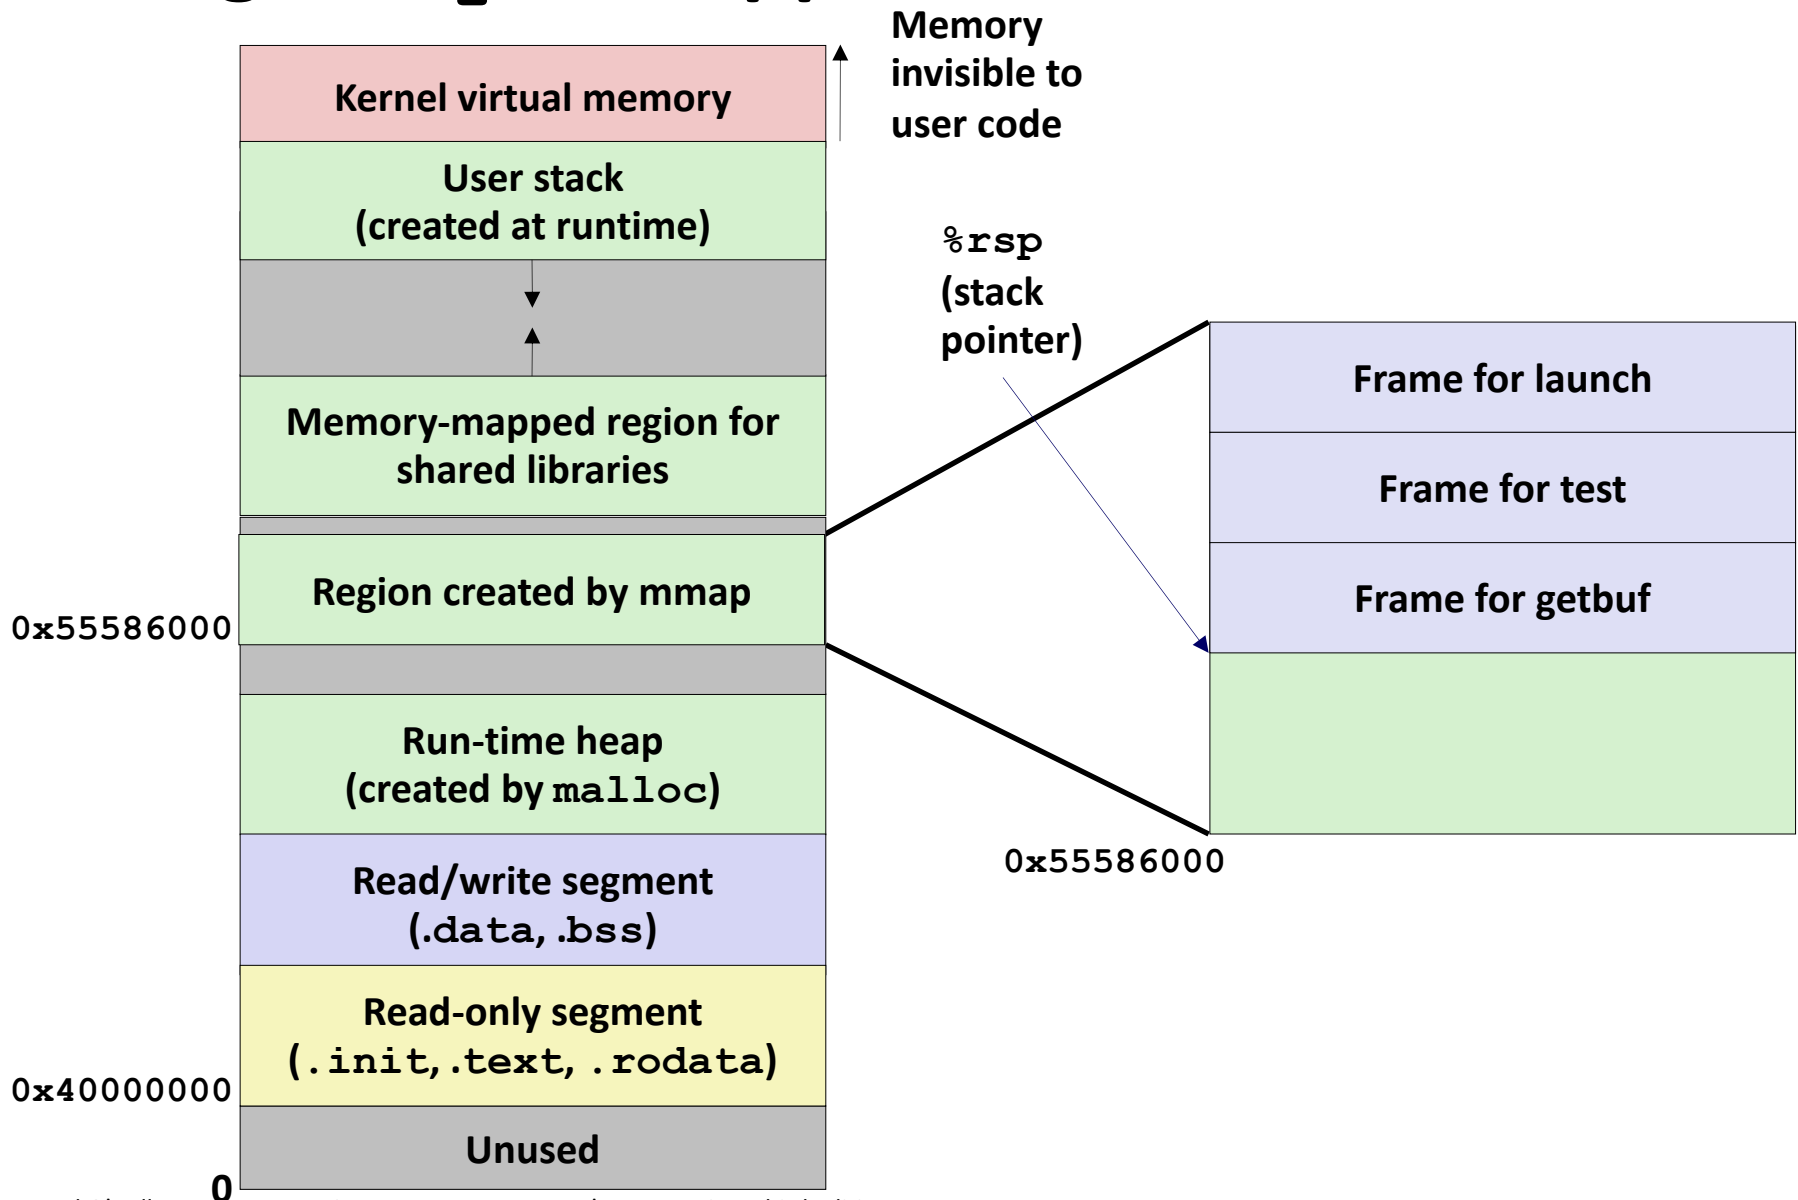 Memory
invisible to
user code
Kernel virtual memory
User stack
(created at runtime)
%rsp
(stack
pointer)
Memory-mapped region for
shared libraries
Frame for launch
Frame for test
Frame for getbuf
Region created by mmap
0x55586000
Run-time heap
(created by malloc)
0x55586000
Read/write segment
(.data, .bss)
Read-only segment
(.init, .text, .rodata)
0x40000000
Unused
0